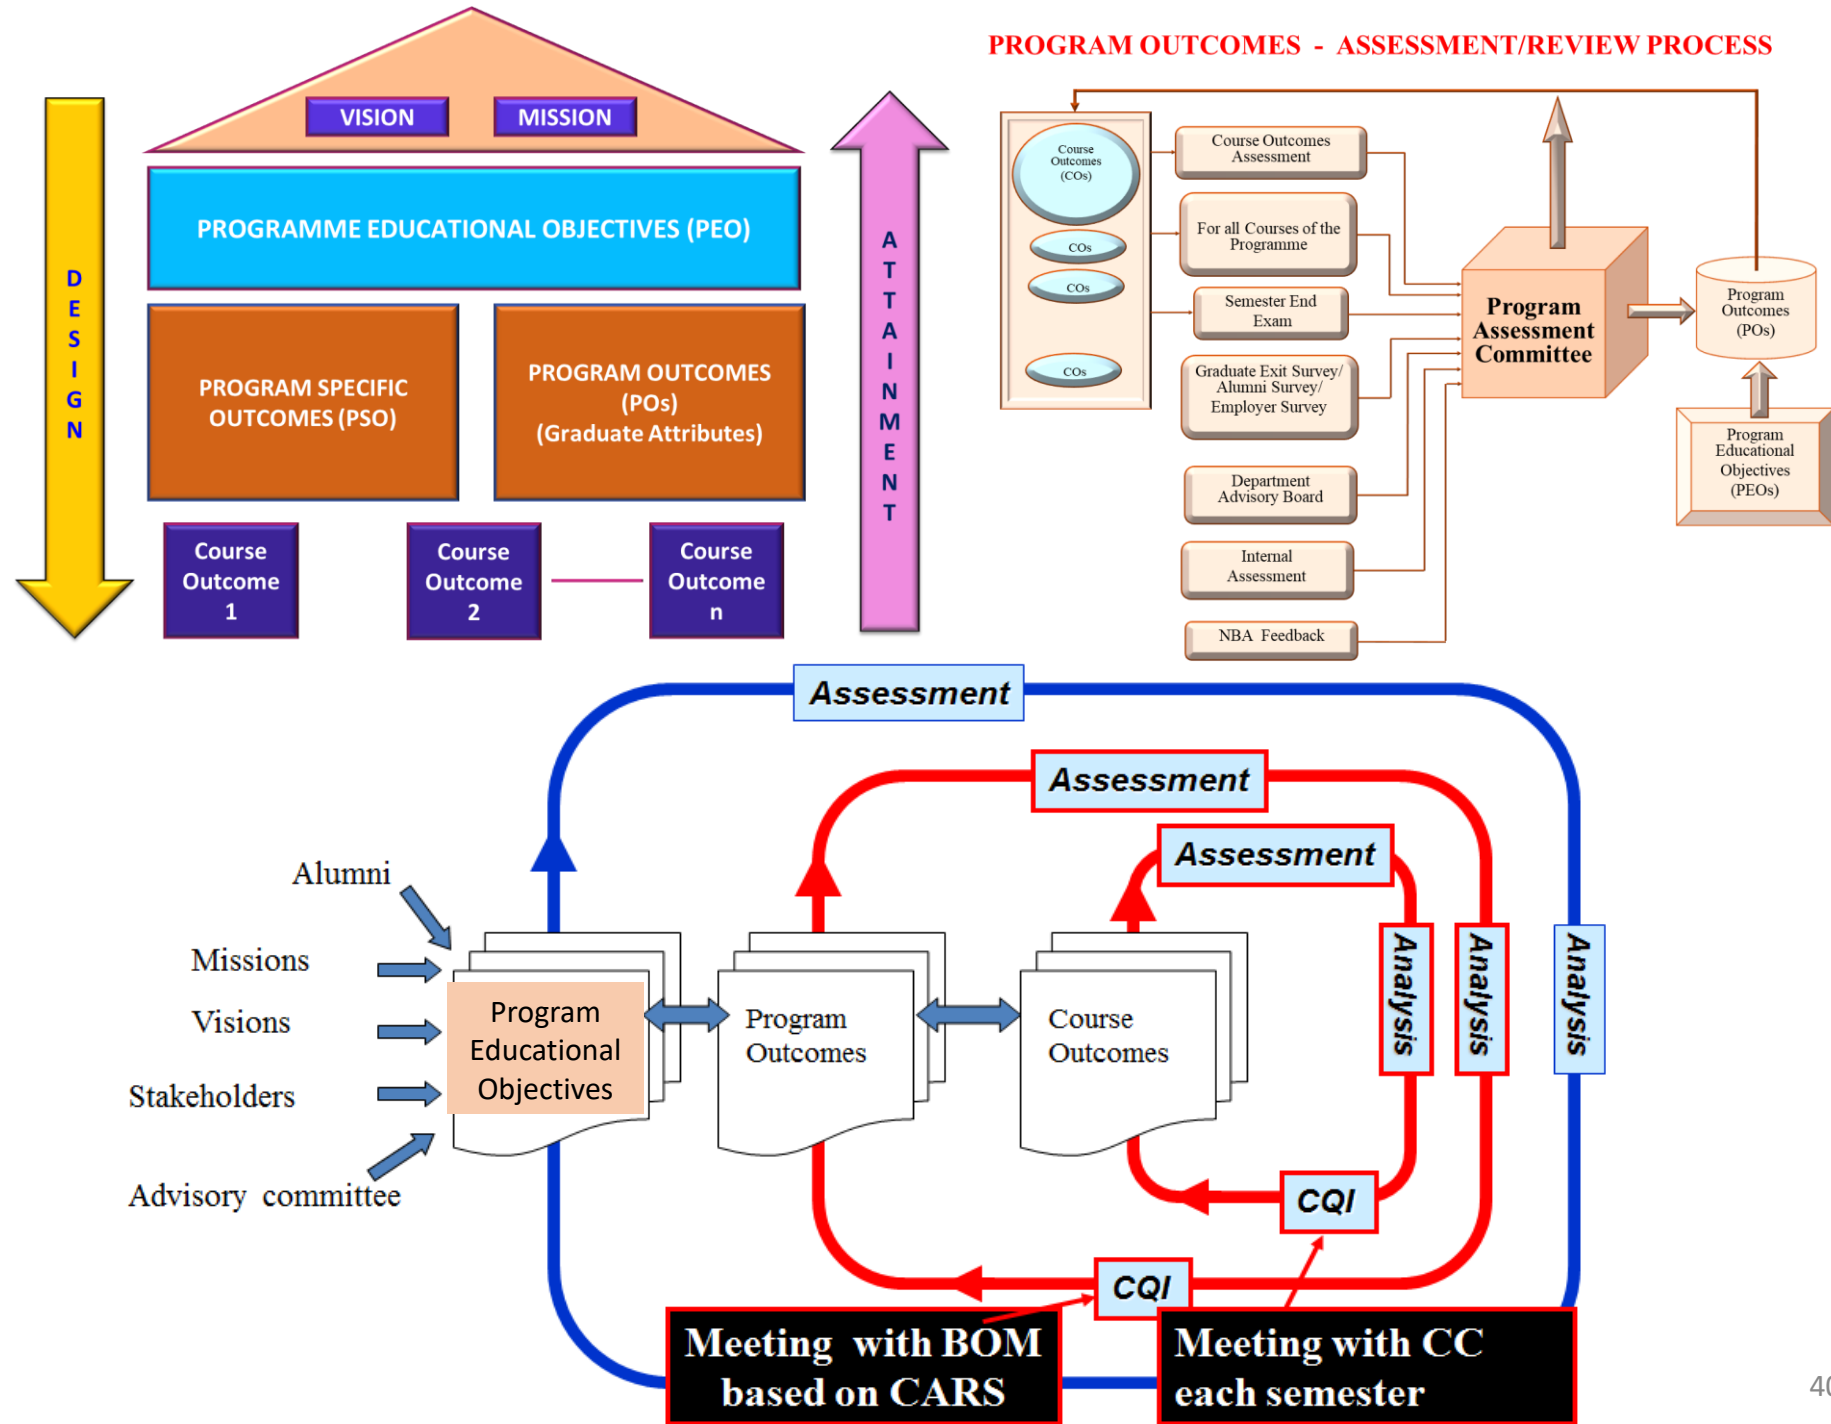 VISION
MISSION
PROGRAMME EDUCATIONAL OBJECTIVES (PEO)
PROGRAM SPECIFIC
OUTCOMES (PSO)
PROGRAM OUTCOMES
(POs)
(Graduate Attributes)
Course
Outcome
1
Course
Outcome
2
Course
Outcome
n
DESIGN
ATTAINMENT
PROGRAM OUTCOMES - ASSESSMENT/REVIEW PROCESS
Course
Outcomes
(COs)
COs
COs
COs
Course Outcomes
Assessment
For all Courses of the
Programme
Semester End
Exam
Graduate Exit Survey/
Alumni Survey/
Employer Survey
Department
Advisory Board
Internal
Assessment
NBA Feedback
Program
Assessment
Committee
Program
Outcomes
(POs)
Program
Educational
Objectives
(PEOs)
Assessment
Assessment
Assessment
Analysis
Analysis
Analysis
Alumni
Missions
Visions
Stakeholders
Advisory committee
Program
Educational
Objectives
Program
Outcomes
Course
Outcomes
CQI
CQI
Meeting with BOM
based on CARS
Meeting with CC
each semester
40